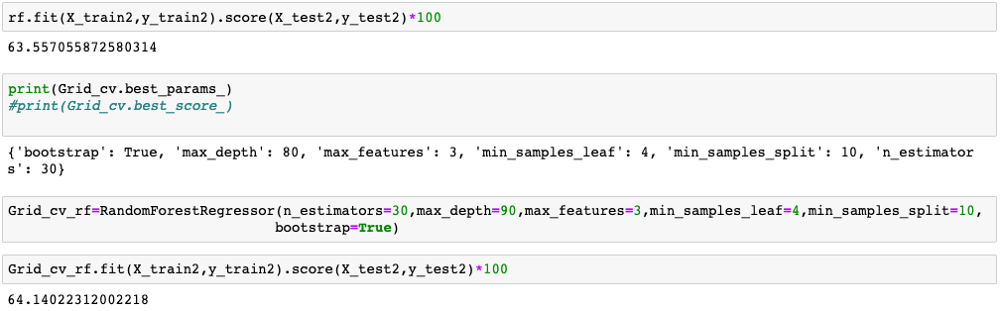 rf.fit(X_train2,y_train2).score(X_test2,y_test2)*100
63.557055872580314
print(Grid_cv.best_params_)
#print(Grid_cv.best_score_)
{'bootstrap': True, 'max_depth': 80, 'max_features': 3, 'min_samples_leaf': 4, 'min_samples_split': 10, 'n_estimator
s': 30}
Grid_cv_rf=RandomForestRegressor(n_estimators=30,max_depth=90,max_features=3,min_samples_leaf=4,min_samples_split=10,
bootstrap=True)
Grid_cv_rf.fit(X_train2,y_train2).score(X_test2,y_test2)*100
64.14022312002218